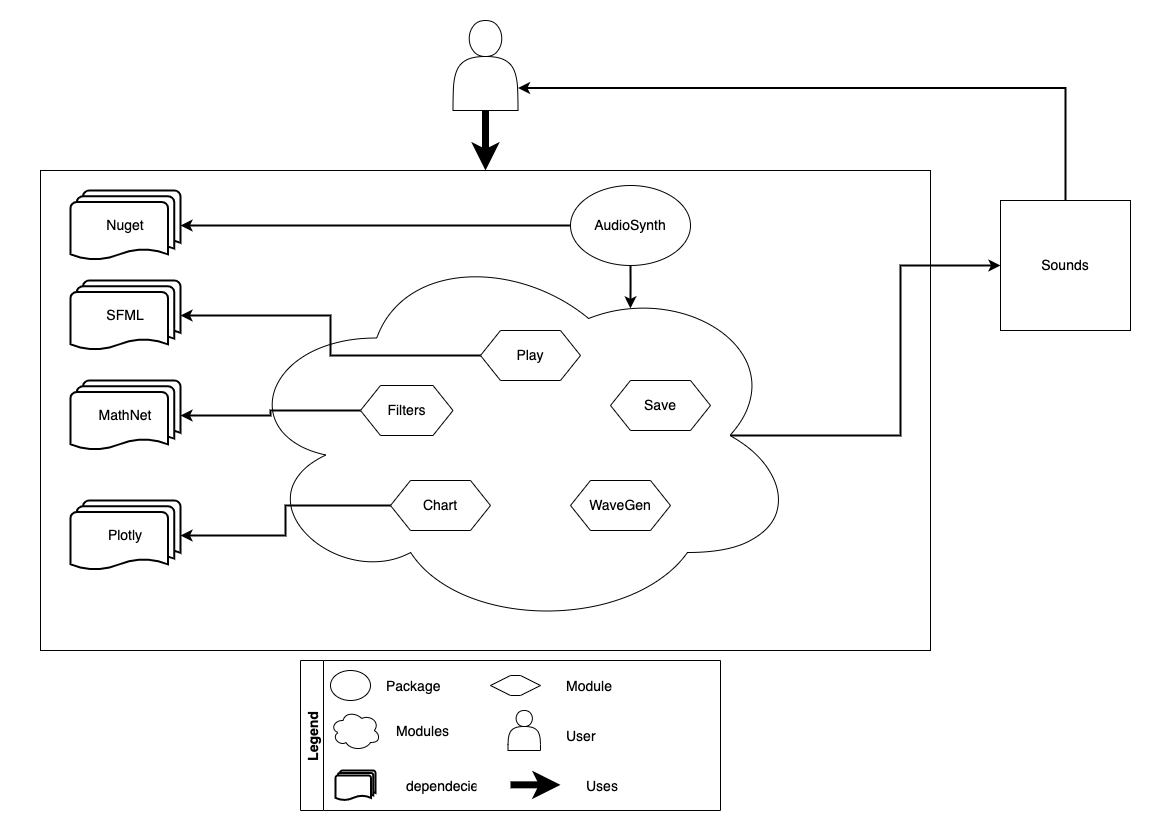 Nuget
AudioSynth
Sounds
SFML
Play
MathNet
Filters
Save
Plotly
Chart
WaveGen
Legend
Package
Module
Modules
User
dependecie
Uses